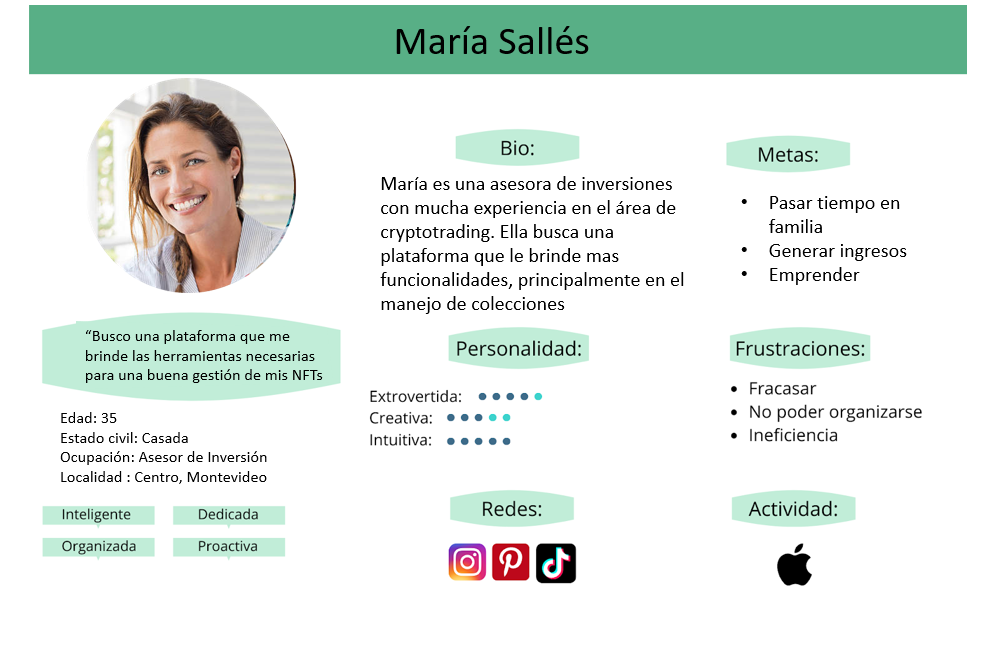 María Sallés
“Busco una plataforma que me
brinde las herramientas necesarias
para una buena gestión de mis NFTs
Edad: 35
Estado civil: Casada
Ocupación: Asesor de Inversión
Localidad : Centro, Montevideo
Inteligente
Dedicada
Organizada
Proactiva
Bio:
María es una asesora de inversiones
con mucha experiencia en el área de
cryptotrading. Ella busca una
plataforma que le brinde mas
funcionalidades, principalmente en el
manejo de colecciones
Personalidad:
Extrovertida:
Creativa:
Intuitiva:
Redes:
Metas:
• Pasar tiempo en
familia
• Generar ingresos
• Emprender
Frustraciones:
• Fracasar
• No poder organizarse
• Ineficiencia
Actividad: